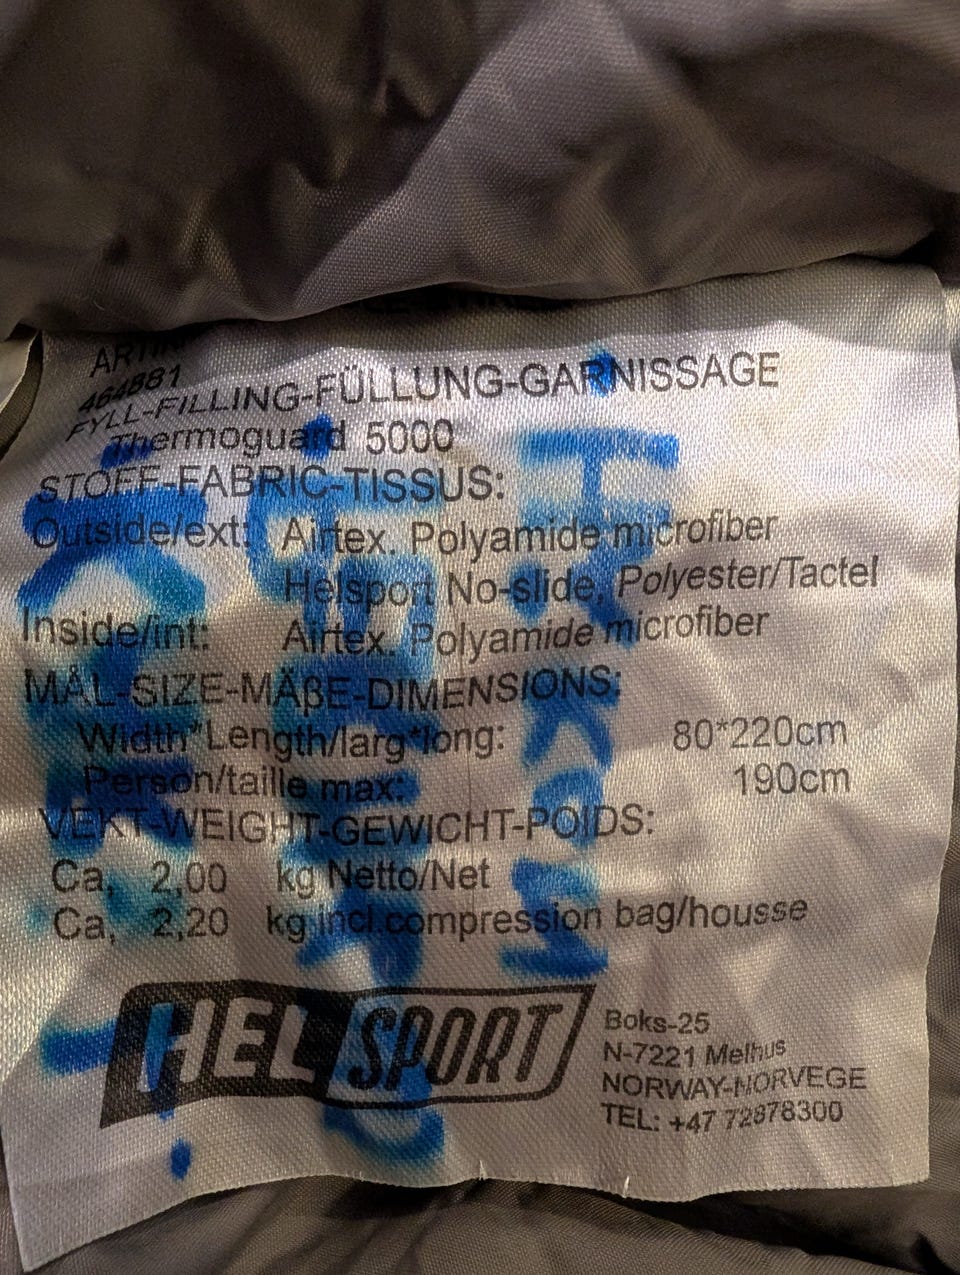 464881
FYLL-FILLING-FÜLLUNG-GARNISSAGE
Thermoguard 5000
STOFF-FABRIC-TISSUS:
Outside/ext: Airtex. Polyamide microfiber
Helsport No-slide, Polyester/Tactel
Inside/int: Airtex. Polyamide microfiber
MÅL-SIZE-MÄßE-DIMENSIONS:
Width*Length/larg*long: 80*220cm
Person/taille max: 190cm
VEKT-WEIGHT-GEWICHT-POIDS:
Ca, 2,00 kg Netto/Net
Ca, 2,20 kg incl.compression bag/housse
HELSPORT
Boks-25
N-7221 Melhus
NORWAY-NORVEGE
TEL: +47 72878300